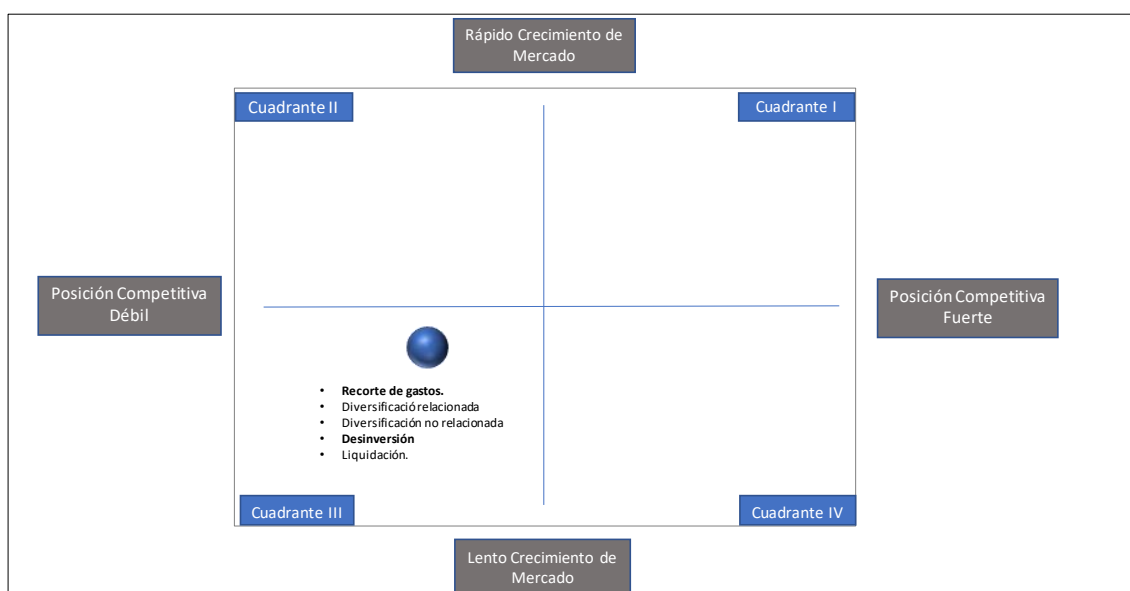 Rápido Crecimiento de
Mercado
Cuadrante II
Cuadrante I
Posición Competitiva
Débil
Posición Competitiva
Fuerte
• Recorte de gastos.
• Diversificació relacionada
• Diversificación no relacionada
• Desinversión
• Liquidación.
Cuadrante III
Cuadrante IV
Lento Crecimiento de
Mercado